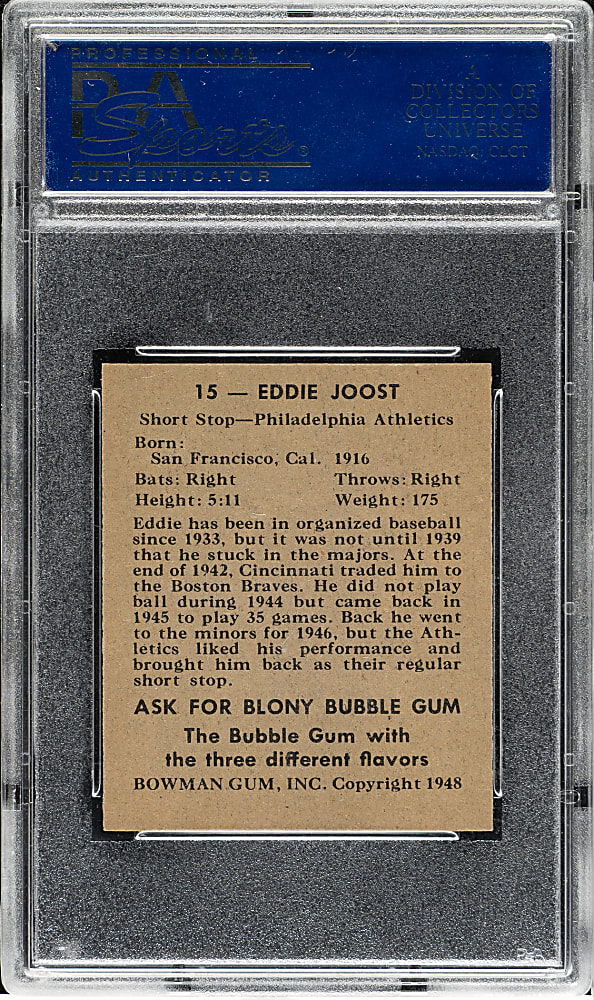 PROFESSIONAL
PSA
Sports
AUTHENTICATOR
A
DIVISION OF
COLLECTORS
UNIVERSE
NASDAQ: CLCT
15 — EDDIE JOOST
Short Stop—Philadelphia Athletics
Born:
San Francisco, Cal. 1916
Bats: Right Throws: Right
Height: 5:11 Weight: 175
Eddie has been in organized baseball
since 1933, but it was not until 1939
that he stuck in the majors. At the
end of 1942, Cincinnati traded him to
the Boston Braves. He did not play
ball during 1944 but came back in
1945 to play 35 games. Back he went
to the minors for 1946, but the Ath-
letics liked his performance and
brought him back as their regular
short stop.
ASK FOR BLONY BUBBLE GUM
The Bubble Gum with
the three different flavors
BOWMAN GUM, INC. Copyright 1948